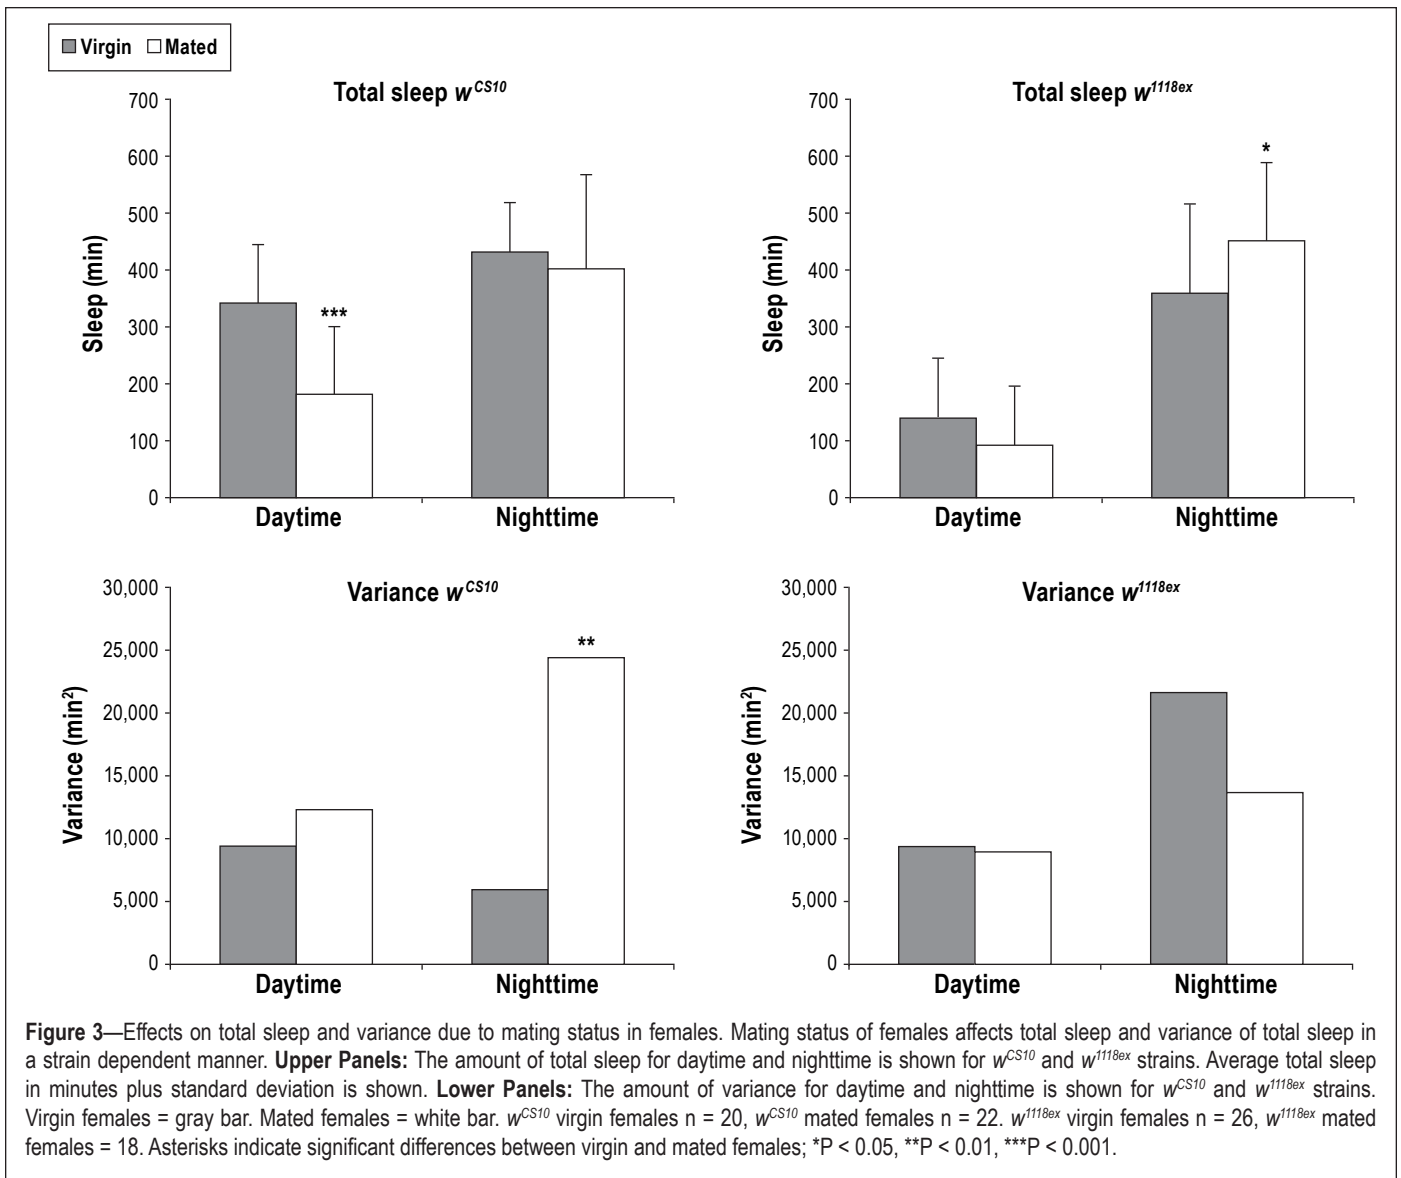 Virgin Mated
Total sleep wCS10
700
600
500
400
300
200
100
0
Sleep (min)
***
Daytime Nighttime
Total sleep w1118ex
700
600
500
400
300
200
100
0
Sleep (min)
*
Daytime Nighttime
Variance wCS10
30,000
25,000
20,000
15,000
10,000
5,000
0
Variance (min2)
**
Daytime Nighttime
Variance w1118ex
30,000
25,000
20,000
15,000
10,000
5,000
0
Variance (min2)
Daytime Nighttime
Figure 3—Effects on total sleep and variance due to mating status in females. Mating status of females affects total sleep and variance of total sleep in
a strain dependent manner. Upper Panels: The amount of total sleep for daytime and nighttime is shown for wCS10 and w1118ex strains. Average total sleep
in minutes plus standard deviation is shown. Lower Panels: The amount of variance for daytime and nighttime is shown for wCS10 and w1118ex strains.
Virgin females = gray bar. Mated females = white bar. wCS10 virgin females n = 20, wCS10 mated females n = 22. w1118ex virgin females n = 26, w1118ex mated
females = 18. Asterisks indicate significant differences between virgin and mated females; *P < 0.05, **P < 0.01, ***P < 0.001.